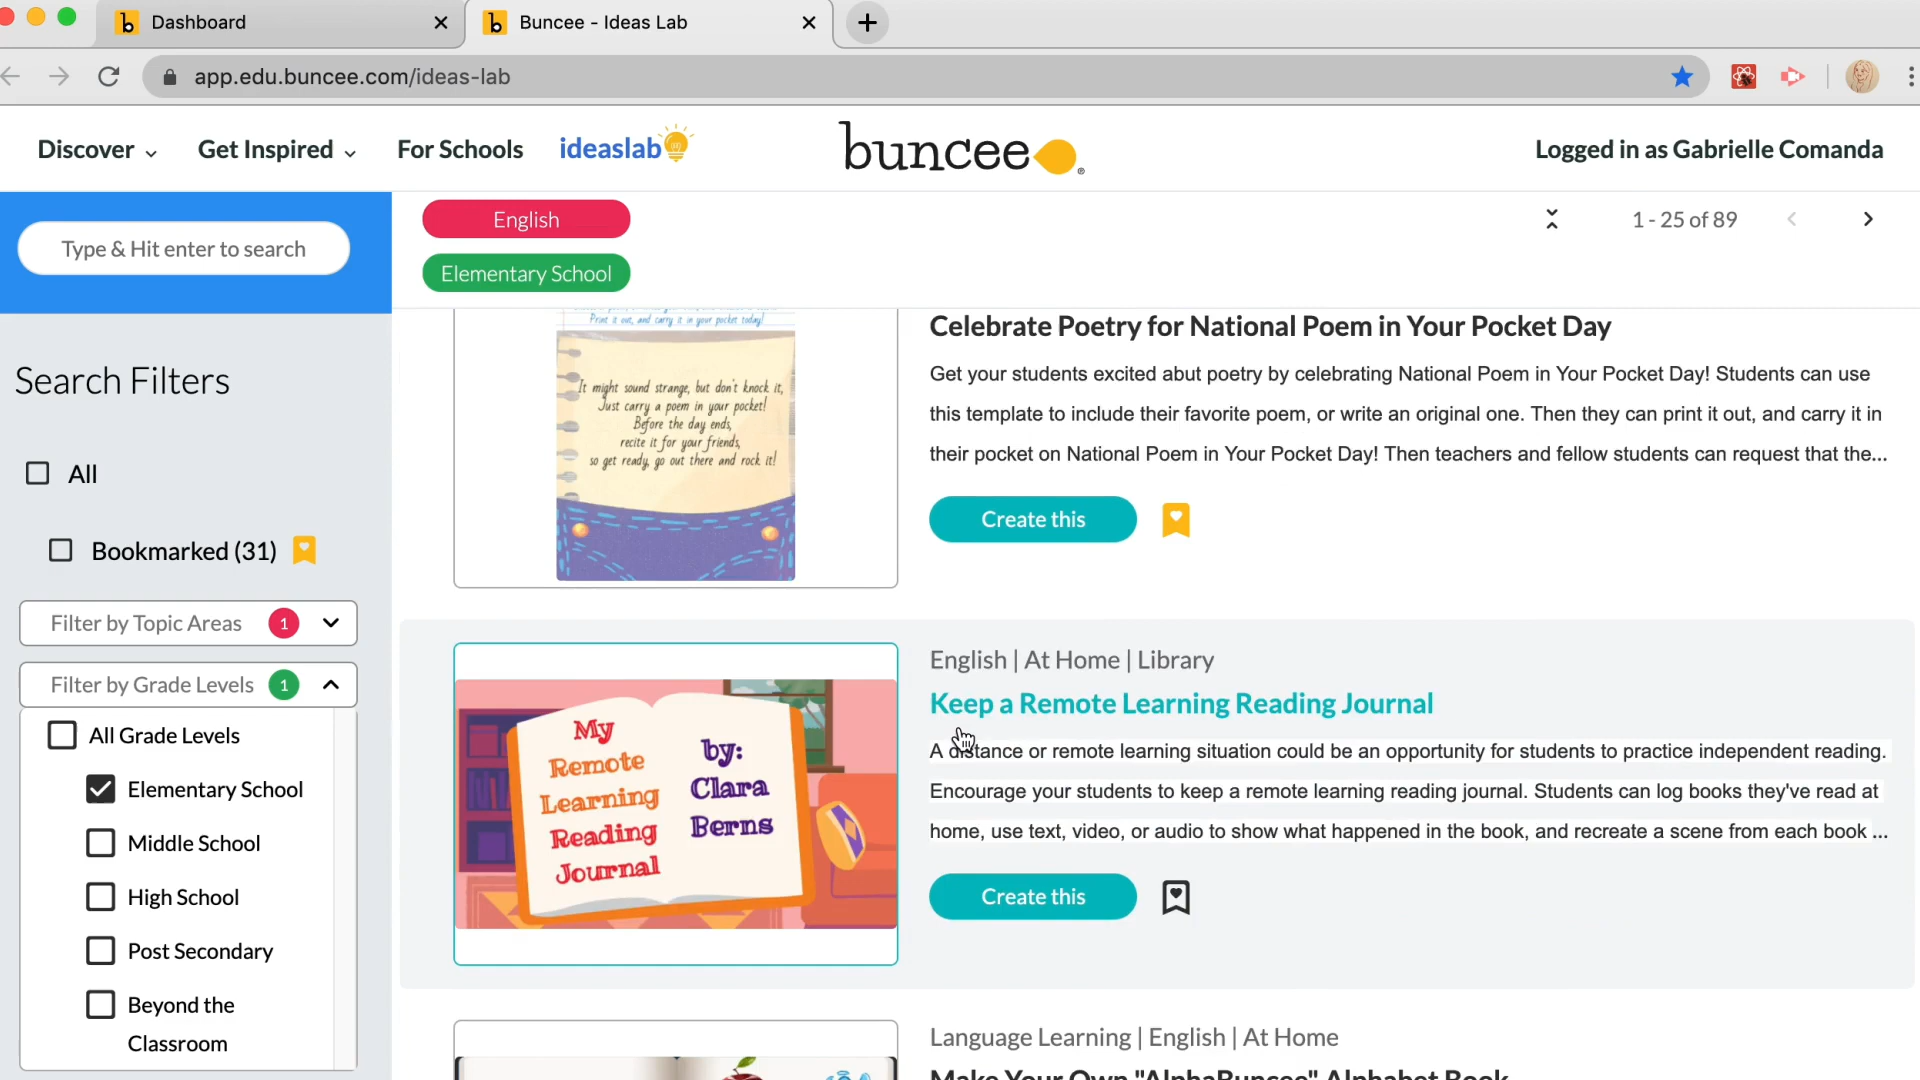 Dashboard
Buncee - Ideas Lab
app.edu.buncee.com/ideas-lab
Discover
Get Inspired
For Schools
ideaslab
buncee
Logged in as Gabrielle Comanda
Type & Hit enter to search
English
Elementary School
1 - 25 of 89
Search Filters
All
Bookmarked (31)
Filter by Topic Areas 1
Filter by Grade Levels 1
All Grade Levels
Elementary School
Middle School
High School
Post Secondary
Beyond the
Classroom
Print it out, and carry it in your pocket today!
It might sound strange, but don't knock it,
Just carry a poem in your pocket!
Before the day ends,
recite it for your friends,
so get ready, go out there and rock it!
Celebrate Poetry for National Poem in Your Pocket Day
Get your students excited abut poetry by celebrating National Poem in Your Pocket Day! Students can use
this template to include their favorite poem, or write an original one. Then they can print it out, and carry it in
their pocket on National Poem in Your Pocket Day! Then teachers and fellow students can request that the...
Create this
My
Remote
Learning
Reading
Journal
by:
Clara
Berns
English | At Home | Library
Keep a Remote Learning Reading Journal
A distance or remote learning situation could be an opportunity for students to practice independent reading.
Encourage your students to keep a remote learning reading journal. Students can log books they've read at
home, use text, video, or audio to show what happened in the book, and recreate a scene from each book ...
Create this
Language Learning | English | At Home
Make Your Own "AlphaBuncee" Alphabet Book